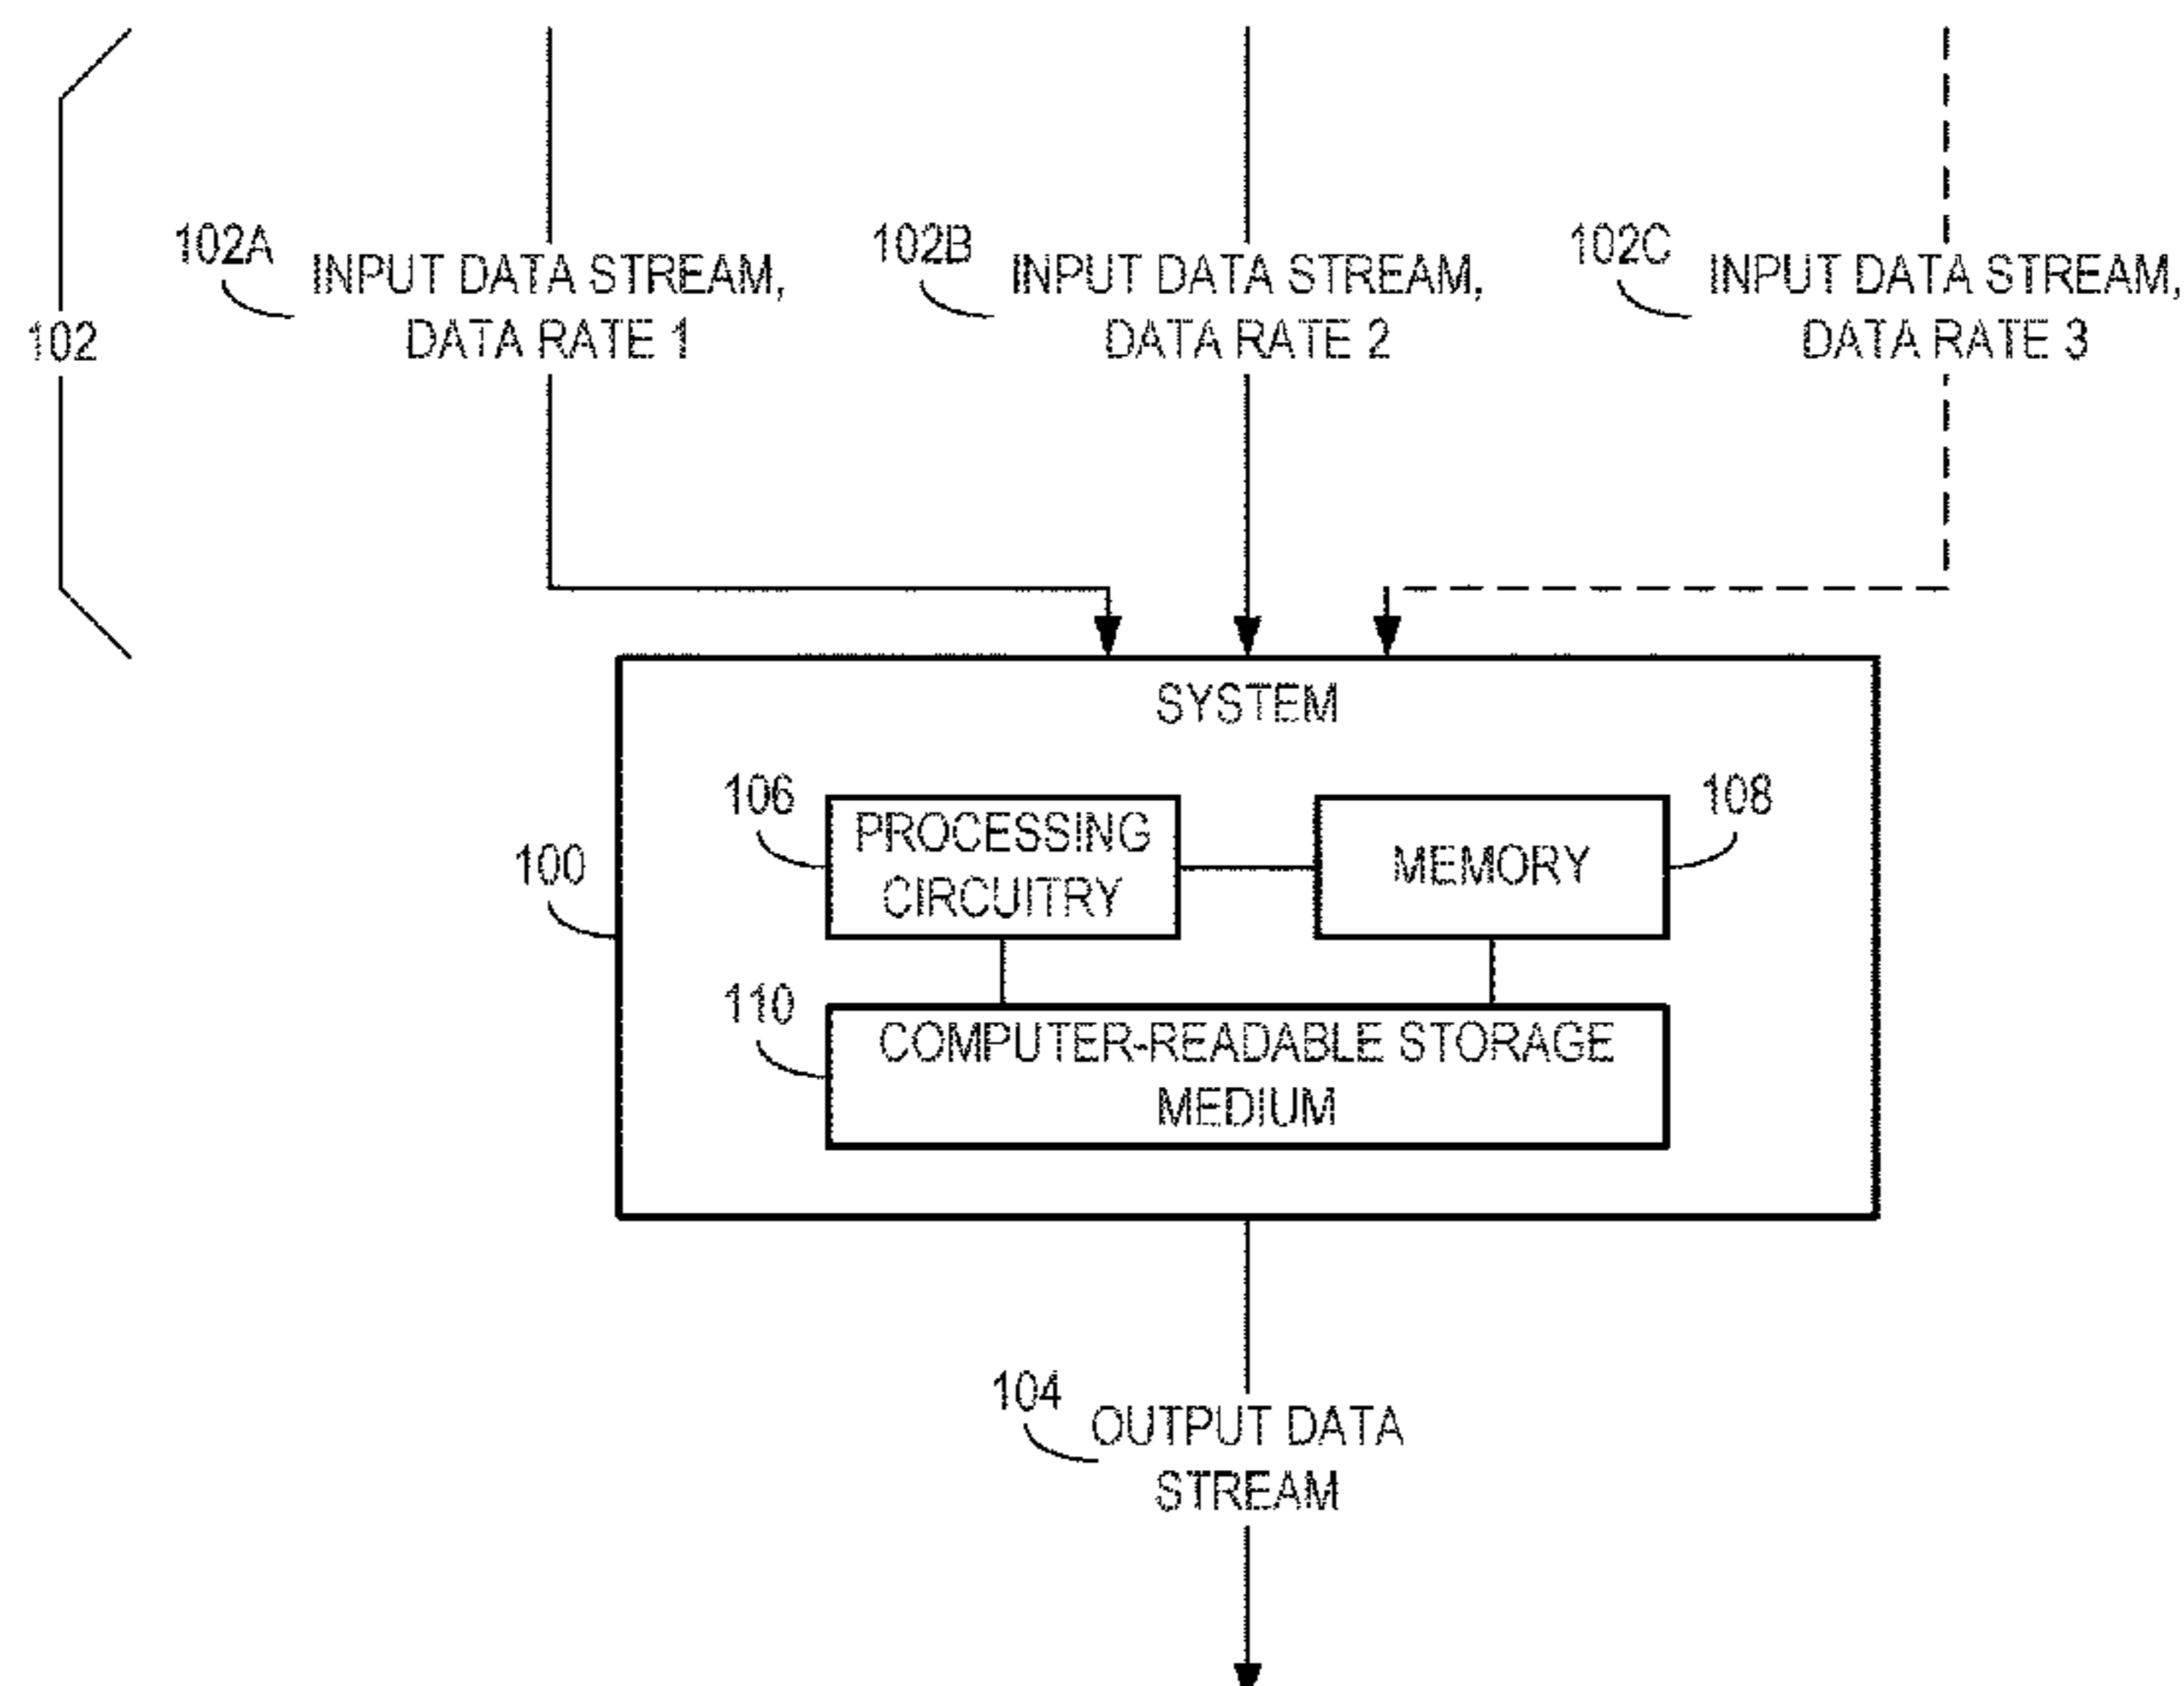 102
102A
INPUT DATA STREAM,
DATA RATE 1
102B
INPUT DATA STREAM,
DATA RATE 2
102C
INPUT DATA STREAM,
DATA RATE 3
SYSTEM
100
106
PROCESSING
CIRCUITRY
MEMORY
108
110
COMPUTER-READABLE STORAGE
MEDIUM
104
OUTPUT DATA
STREAM